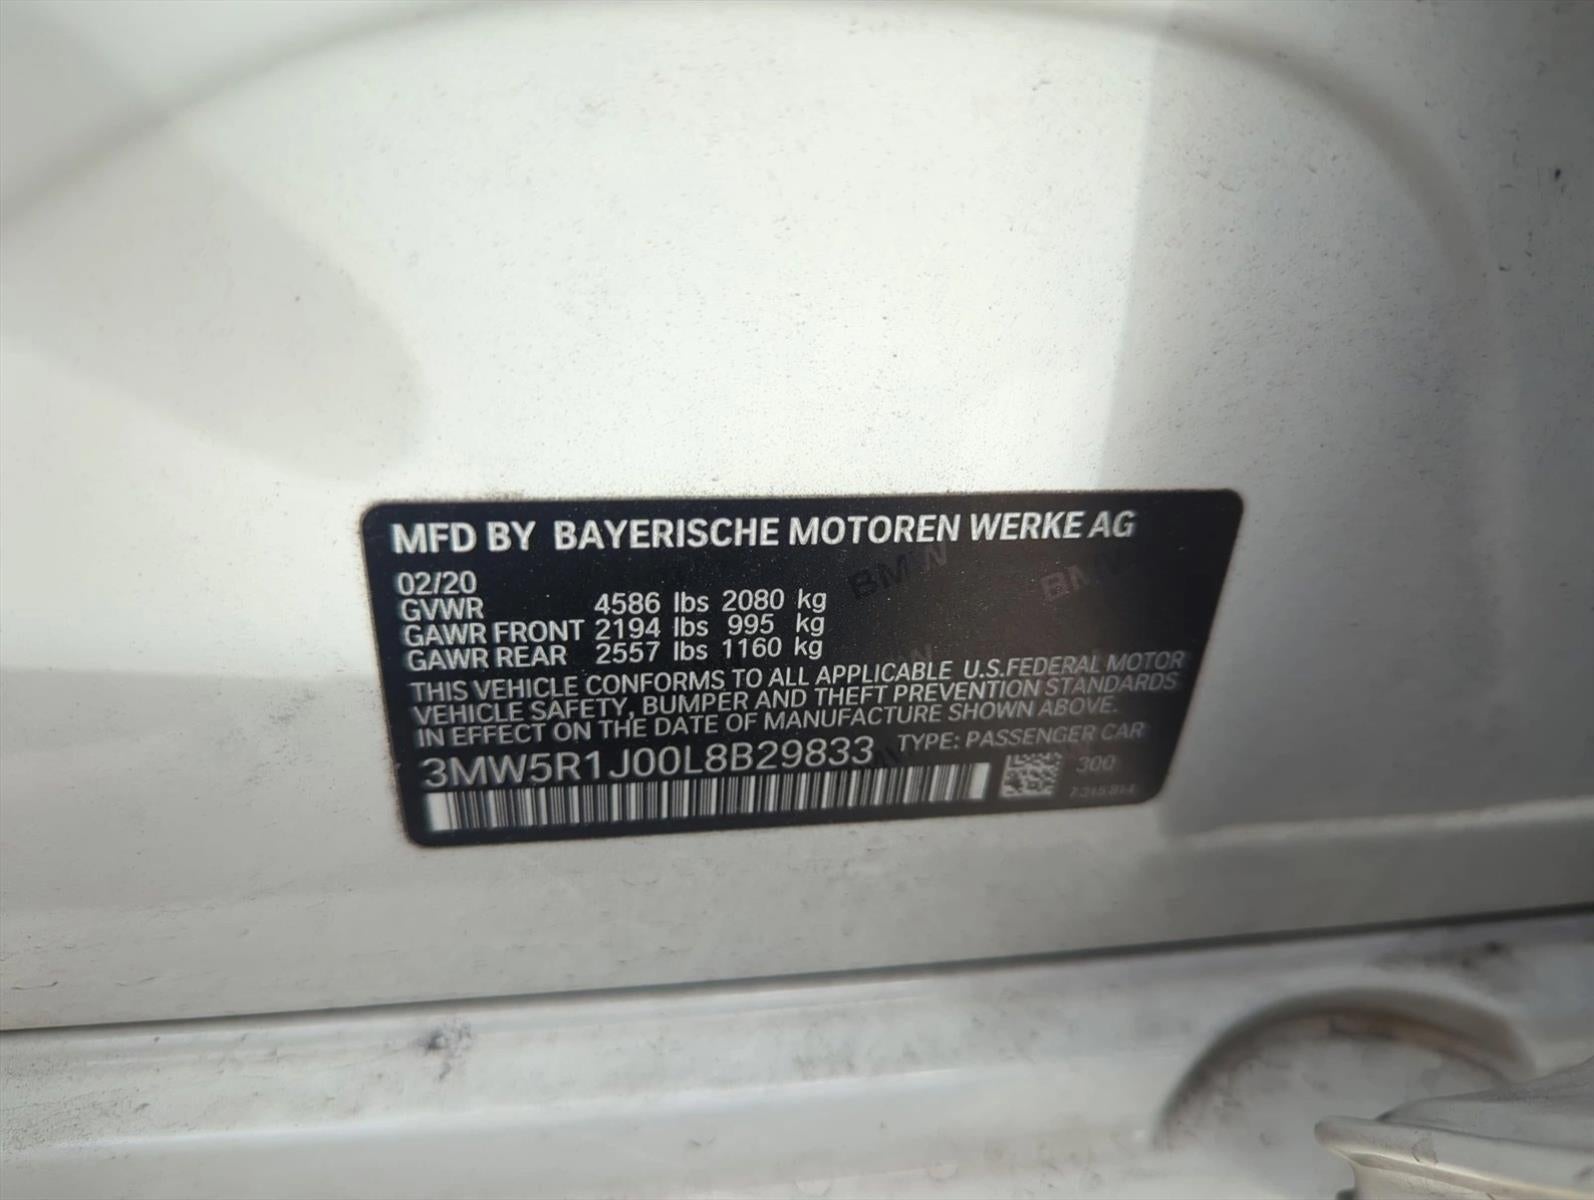 MFD BY BAYERISCHE MOTOREN WERKE AG
02/20
GVWR 4586 lbs 2080 kg
GAWR FRONT 2194 lbs 995 kg
GAWR REAR 2557 lbs 1160 kg
THIS VEHICLE CONFORMS TO ALL APPLICABLE U.S.FEDERAL MOTOR
VEHICLE SAFETY, BUMPER AND THEFT PREVENTION STANDARDS
IN EFFECT ON THE DATE OF MANUFACTURE SHOWN ABOVE.
3MW5R1J00L8B29833 TYPE: PASSENGER CAR
300
BMW
BMW